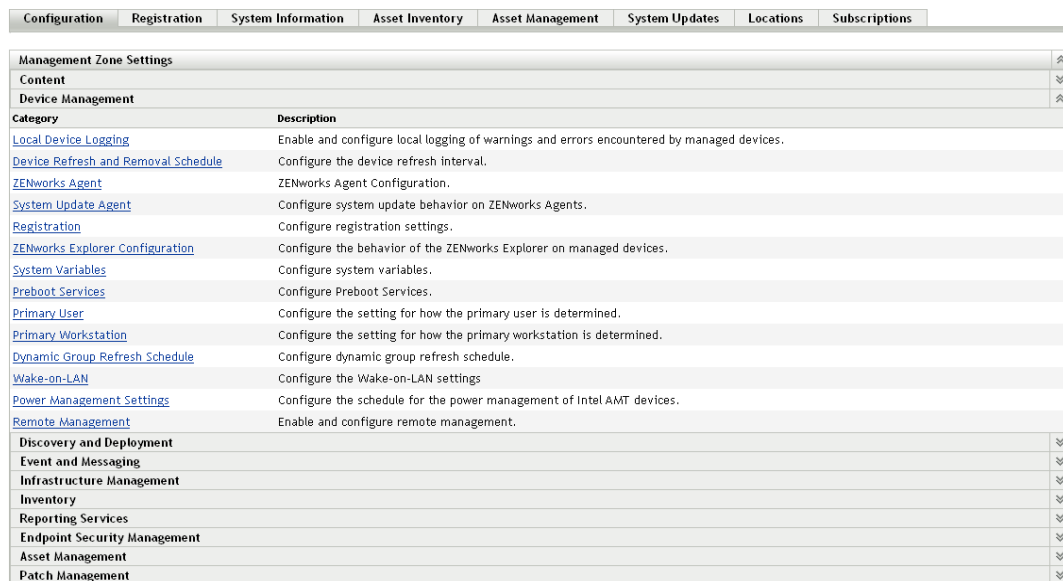 Configuration Registration System Information Asset Inventory Asset Management System Updates Locations Subscriptions
Management Zone Settings
Content
Device Management
Category Description
Local Device Logging Enable and configure local logging of warnings and errors encountered by managed devices.
Device Refresh and Removal Schedule Configure the device refresh interval.
ZENworks Agent ZENworks Agent Configuration.
System Update Agent Configure system update behavior on ZENworks Agents.
Registration Configure registration settings.
ZENworks Explorer Configuration Configure the behavior of the ZENworks Explorer on managed devices.
System Variables Configure system variables.
Preboot Services Configure Preboot Services.
Primary User Configure the setting for how the primary user is determined.
Primary Workstation Configure the setting for how the primary workstation is determined.
Dynamic Group Refresh Schedule Configure dynamic group refresh schedule.
Wake-on-LAN Configure the Wake-on-LAN settings
Power Management Settings Configure the schedule for the power management of Intel AMT devices.
Remote Management Enable and configure remote management.
Discovery and Deployment
Event and Messaging
Infrastructure Management
Inventory
Reporting Services
Endpoint Security Management
Asset Management
Patch Management